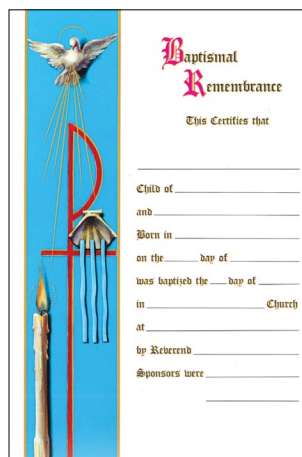 Baptismal
Remembrance
This Certifies that
Child of
and
Born in
on the day of
was baptized the day of
in Church
at
by Reverend
Sponsors were